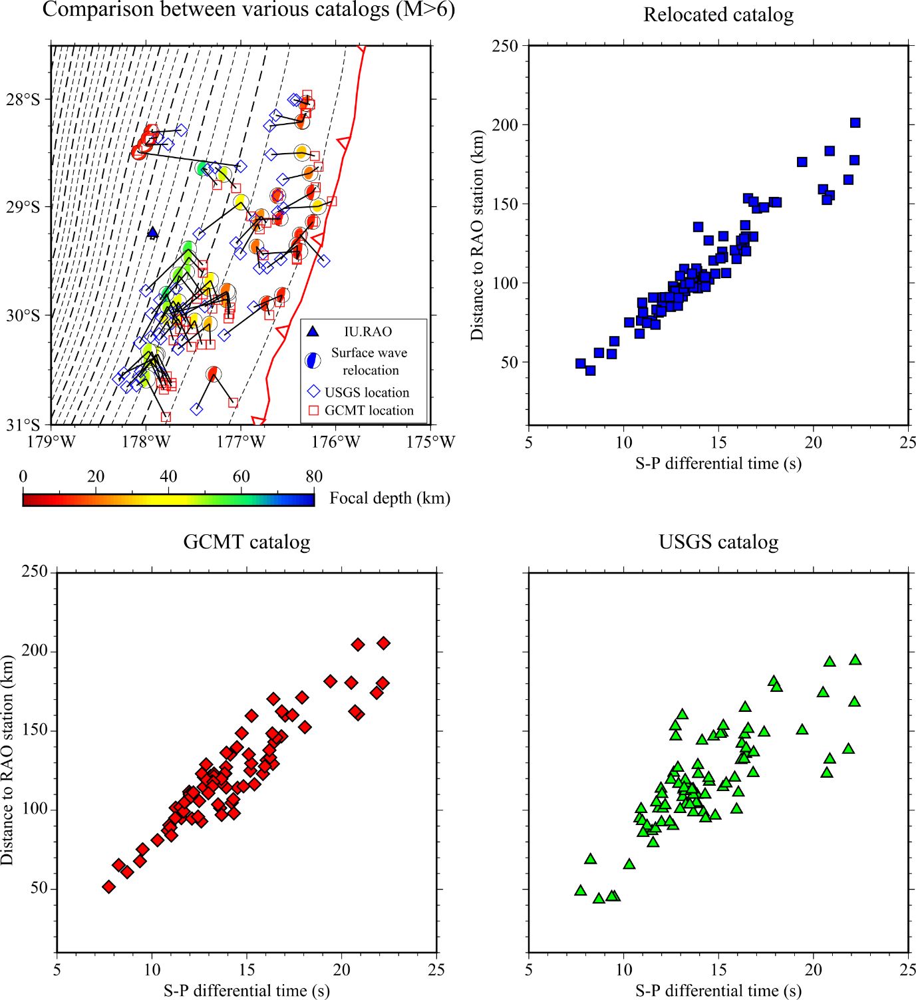 Comparison between various catalogs (M>6)
28°S
29°S
30°S
31°S
179°W 178°W 177°W 176°W 175°W
IU.RAO
Surface wave
relocation
USGS location
GCMT location
0 20 40 60 80
Focal depth (km)
Relocated catalog
250
200
150
100
50
Distance to RAO station (km)
5 10 15 20 25
S-P differential time (s)
GCMT catalog
250
200
150
100
50
Distance to RAO station (km)
5 10 15 20 25
S-P differential time (s)
USGS catalog
5 10 15 20 25
S-P differential time (s)